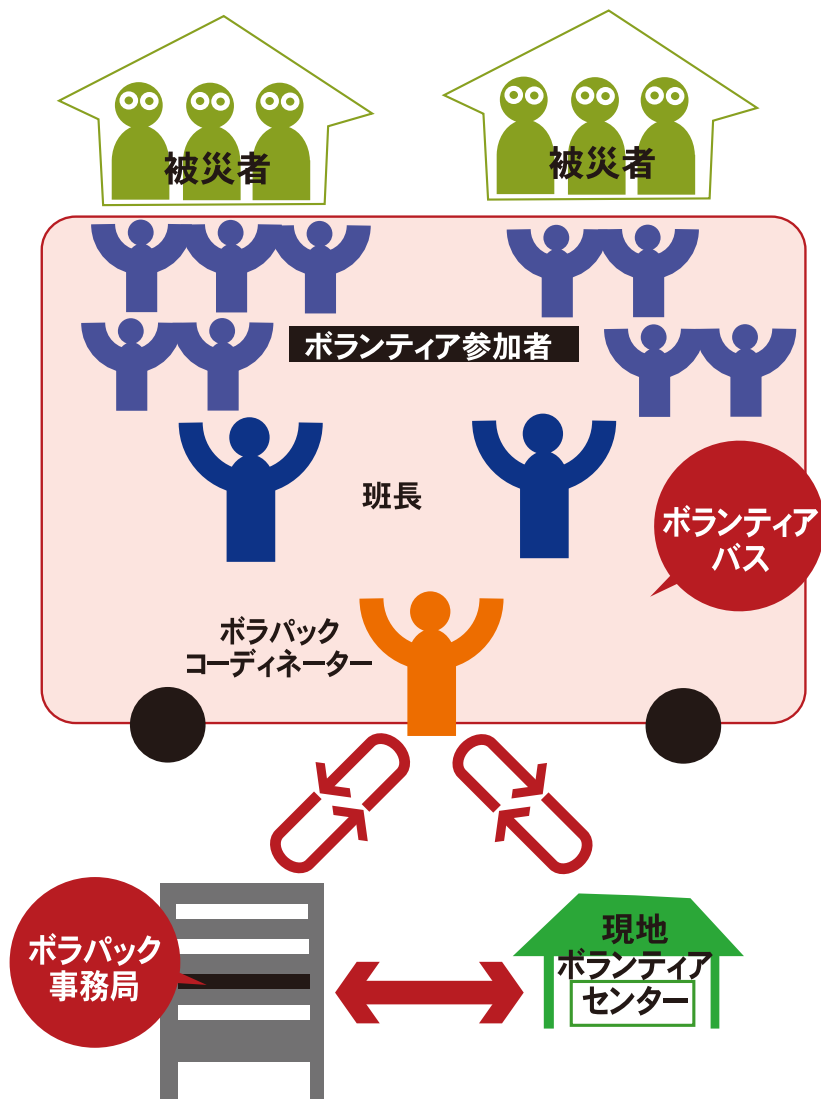 被災者
被災者
ボランティア参加者
班長
ボランティア
バス
ボラパック
コーディネーター
ボラパック
事務局
現地
ボランティア
センター